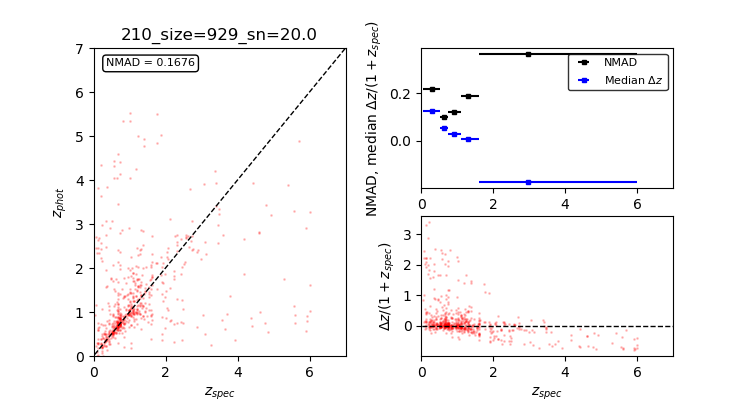 210_size=929_sn=20.0
NMAD = 0.1676
7
6
5
4
3
2
1
0
z_phot
0 2 4 6
z_spec
NMAD, median Δz/(1 + z_spec)
NMAD
Median Δz
0.2
0.0
0 2 4 6
Δz/(1 + z_spec)
3
2
1
0
0 2 4 6
z_spec